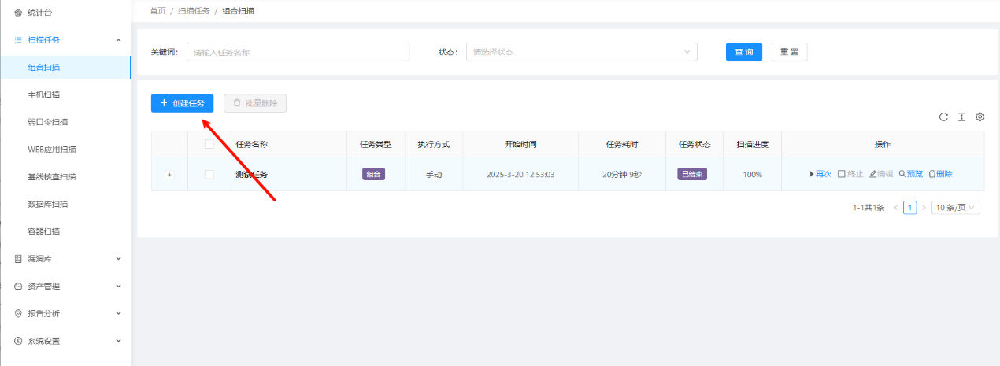 统计台
扫描任务
组合扫描
主机扫描
弱口令扫描
WEB应用扫描
基线核查扫描
数据库扫描
容器扫描
漏洞库
资产管理
报告分析
系统设置
首页 / 扫描任务 / 组合扫描
关键词: 请输入任务名称 状态: 请选择状态 查 询 重 置
+ 创建任务 批量删除
任务名称 任务类型 执行方式 开始时间 任务耗时 任务状态 扫描进度 操作
+ 测试任务 组合 手动 2025-3-20 12:53:03 20分钟 9秒 已结束 100% 再次 终止 编辑 预览 删除
1-1共1条 < 1 > 10 条/页